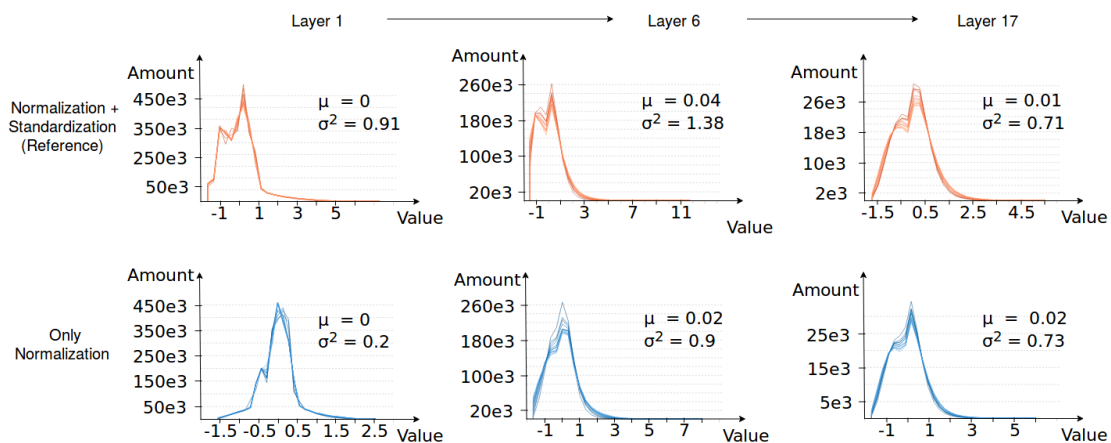 Layer 1
Layer 6
Layer 17
Normalization +
Standardization
(Reference)
Amount
450e3
350e3
250e3
50e3
-1 1 3 5
Value
μ = 0
σ² = 0.91
Amount
260e3
180e3
100e3
20e3
-1 3 7 11
Value
μ = 0.04
σ² = 1.38
Amount
26e3
18e3
10e3
2e3
-1.5 0.5 2.5 4.5
Value
μ = 0.01
σ² = 0.71
Only
Normalization
Amount
450e3
350e3
250e3
150e3
50e3
-1.5 -0.5 0.5 1.5 2.5
Value
μ = 0
σ² = 0.2
Amount
260e3
180e3
100e3
20e3
-1 1 3 5 7
Value
μ = 0.02
σ² = 0.9
Amount
25e3
15e3
5e3
-1 1 3 5
Value
μ = 0.02
σ² = 0.73